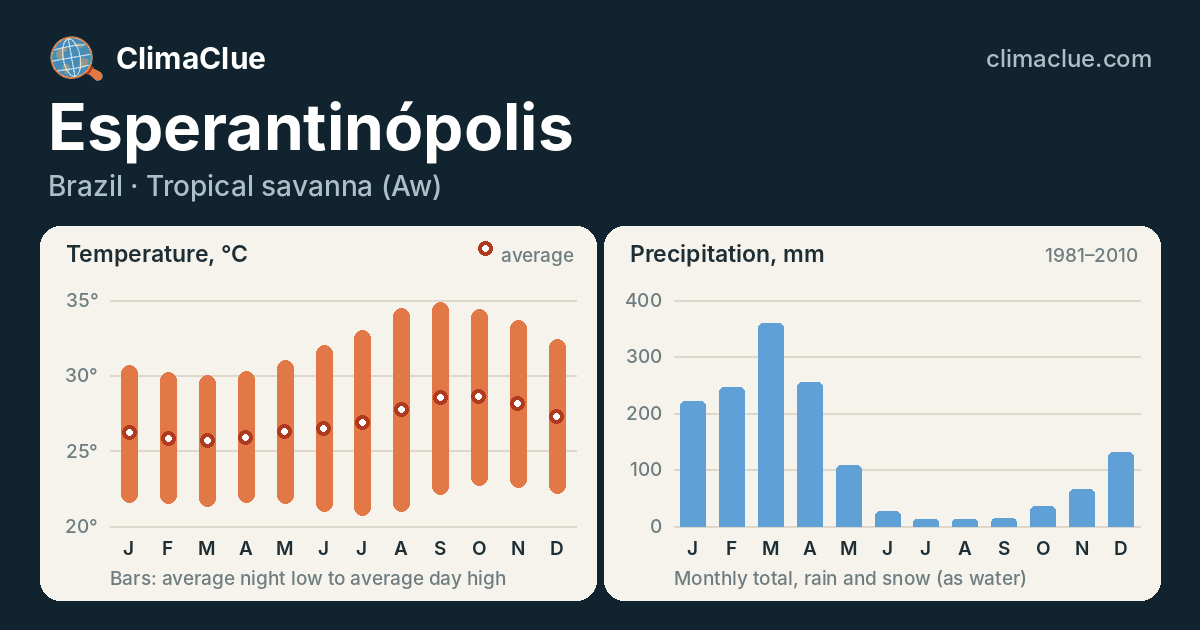 ClimaClue
climaclue.com
Esperantinópolis
Brazil · Tropical savanna (Aw)
Temperature, °C
average
35°
30°
25°
20°
J F M A M J J A S O N D
Bars: average night low to average day high
Precipitation, mm
1981–2010
400
300
200
100
0
J F M A M J J A S O N D
Monthly total, rain and snow (as water)